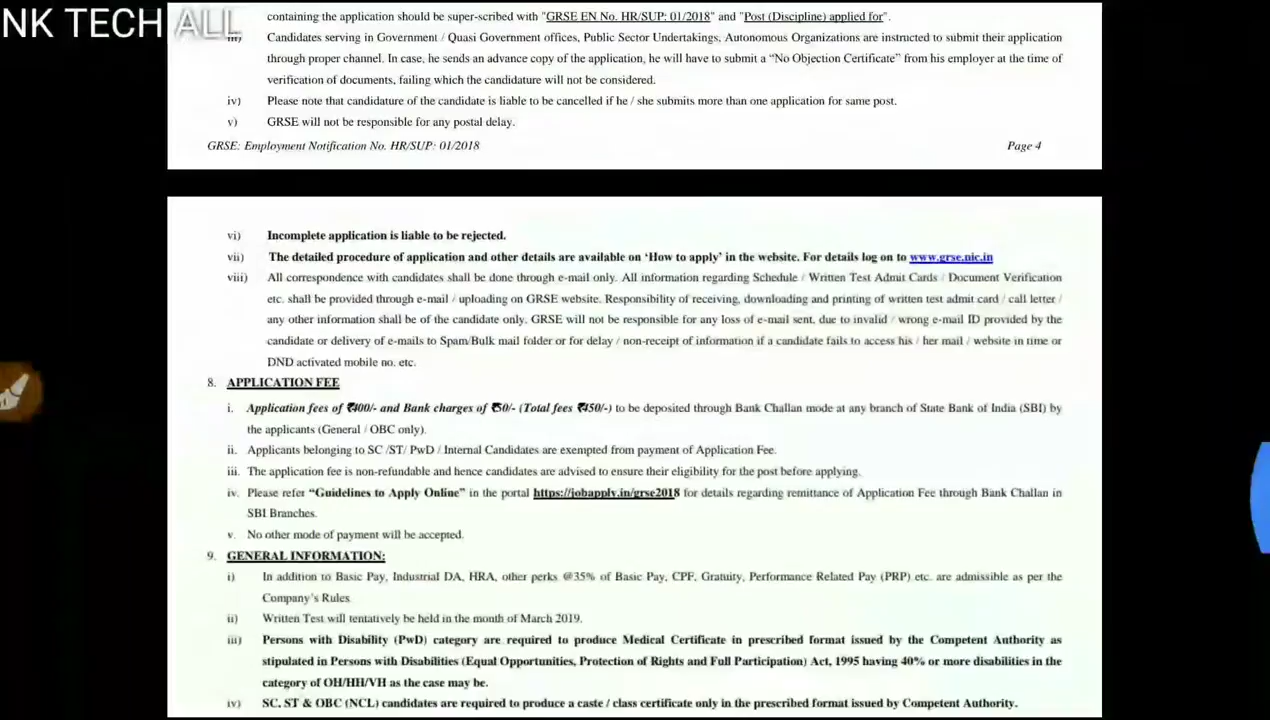 NK TECH ALL
containing the application should be super-scribed with "GRSE EN No. HR/SUP: 01/2018" and "Post (Discipline) applied for".
iii) Candidates serving in Government / Quasi Government offices, Public Sector Undertakings, Autonomous Organizations are instructed to submit their application
through proper channel. In case, he sends an advance copy of the application, he will have to submit a “No Objection Certificate” from his employer at the time of
verification of documents, failing which the candidature will not be considered.
iv) Please note that candidature of the candidate is liable to be cancelled if he / she submits more than one application for same post.
v) GRSE will not be responsible for any postal delay.
GRSE: Employment Notification No. HR/SUP: 01/2018 Page 4
vi) Incomplete application is liable to be rejected.
vii) The detailed procedure of application and other details are available on ‘How to apply’ in the website. For details log on to www.grse.nic.in
viii) All correspondence with candidates shall be done through e-mail only. All information regarding Schedule / Written Test Admit Cards / Document Verification
etc. shall be provided through e-mail / uploading on GRSE website. Responsibility of receiving, downloading and printing of written test admit card / call letter /
any other information shall be of the candidate only. GRSE will not be responsible for any loss of e-mail sent, due to invalid / wrong e-mail ID provided by the
candidate or delivery of e-mails to Spam/Bulk mail folder or for delay / non-receipt of information if a candidate fails to access his / her mail / website in time or
DND activated mobile no. etc.
8. APPLICATION FEE
i. Application fees of ₹400/- and Bank charges of ₹50/- (Total fees ₹450/-) to be deposited through Bank Challan mode at any branch of State Bank of India (SBI) by
the applicants (General / OBC only).
ii. Applicants belonging to SC /ST/ PwD / Internal Candidates are exempted from payment of Application Fee.
iii. The application fee is non-refundable and hence candidates are advised to ensure their eligibility for the post before applying.
iv. Please refer “Guidelines to Apply Online” in the portal https://jobapply.in/grse2018 for details regarding remittance of Application Fee through Bank Challan in
SBI Branches.
v. No other mode of payment will be accepted.
9. GENERAL INFORMATION:
i) In addition to Basic Pay, Industrial DA, HRA, other perks @35% of Basic Pay, CPF, Gratuity, Performance Related Pay (PRP) etc. are admissible as per the
Company’s Rules.
ii) Written Test will tentatively be held in the month of March 2019.
iii) Persons with Disability (PwD) category are required to produce Medical Certificate in prescribed format issued by the Competent Authority as
stipulated in Persons with Disabilities (Equal Opportunities, Protection of Rights and Full Participation) Act, 1995 having 40% or more disabilities in the
category of OH/HH/VH as the case may be.
iv) SC, ST & OBC (NCL) candidates are required to produce a caste / class certificate only in the prescribed format issued by Competent Authority.